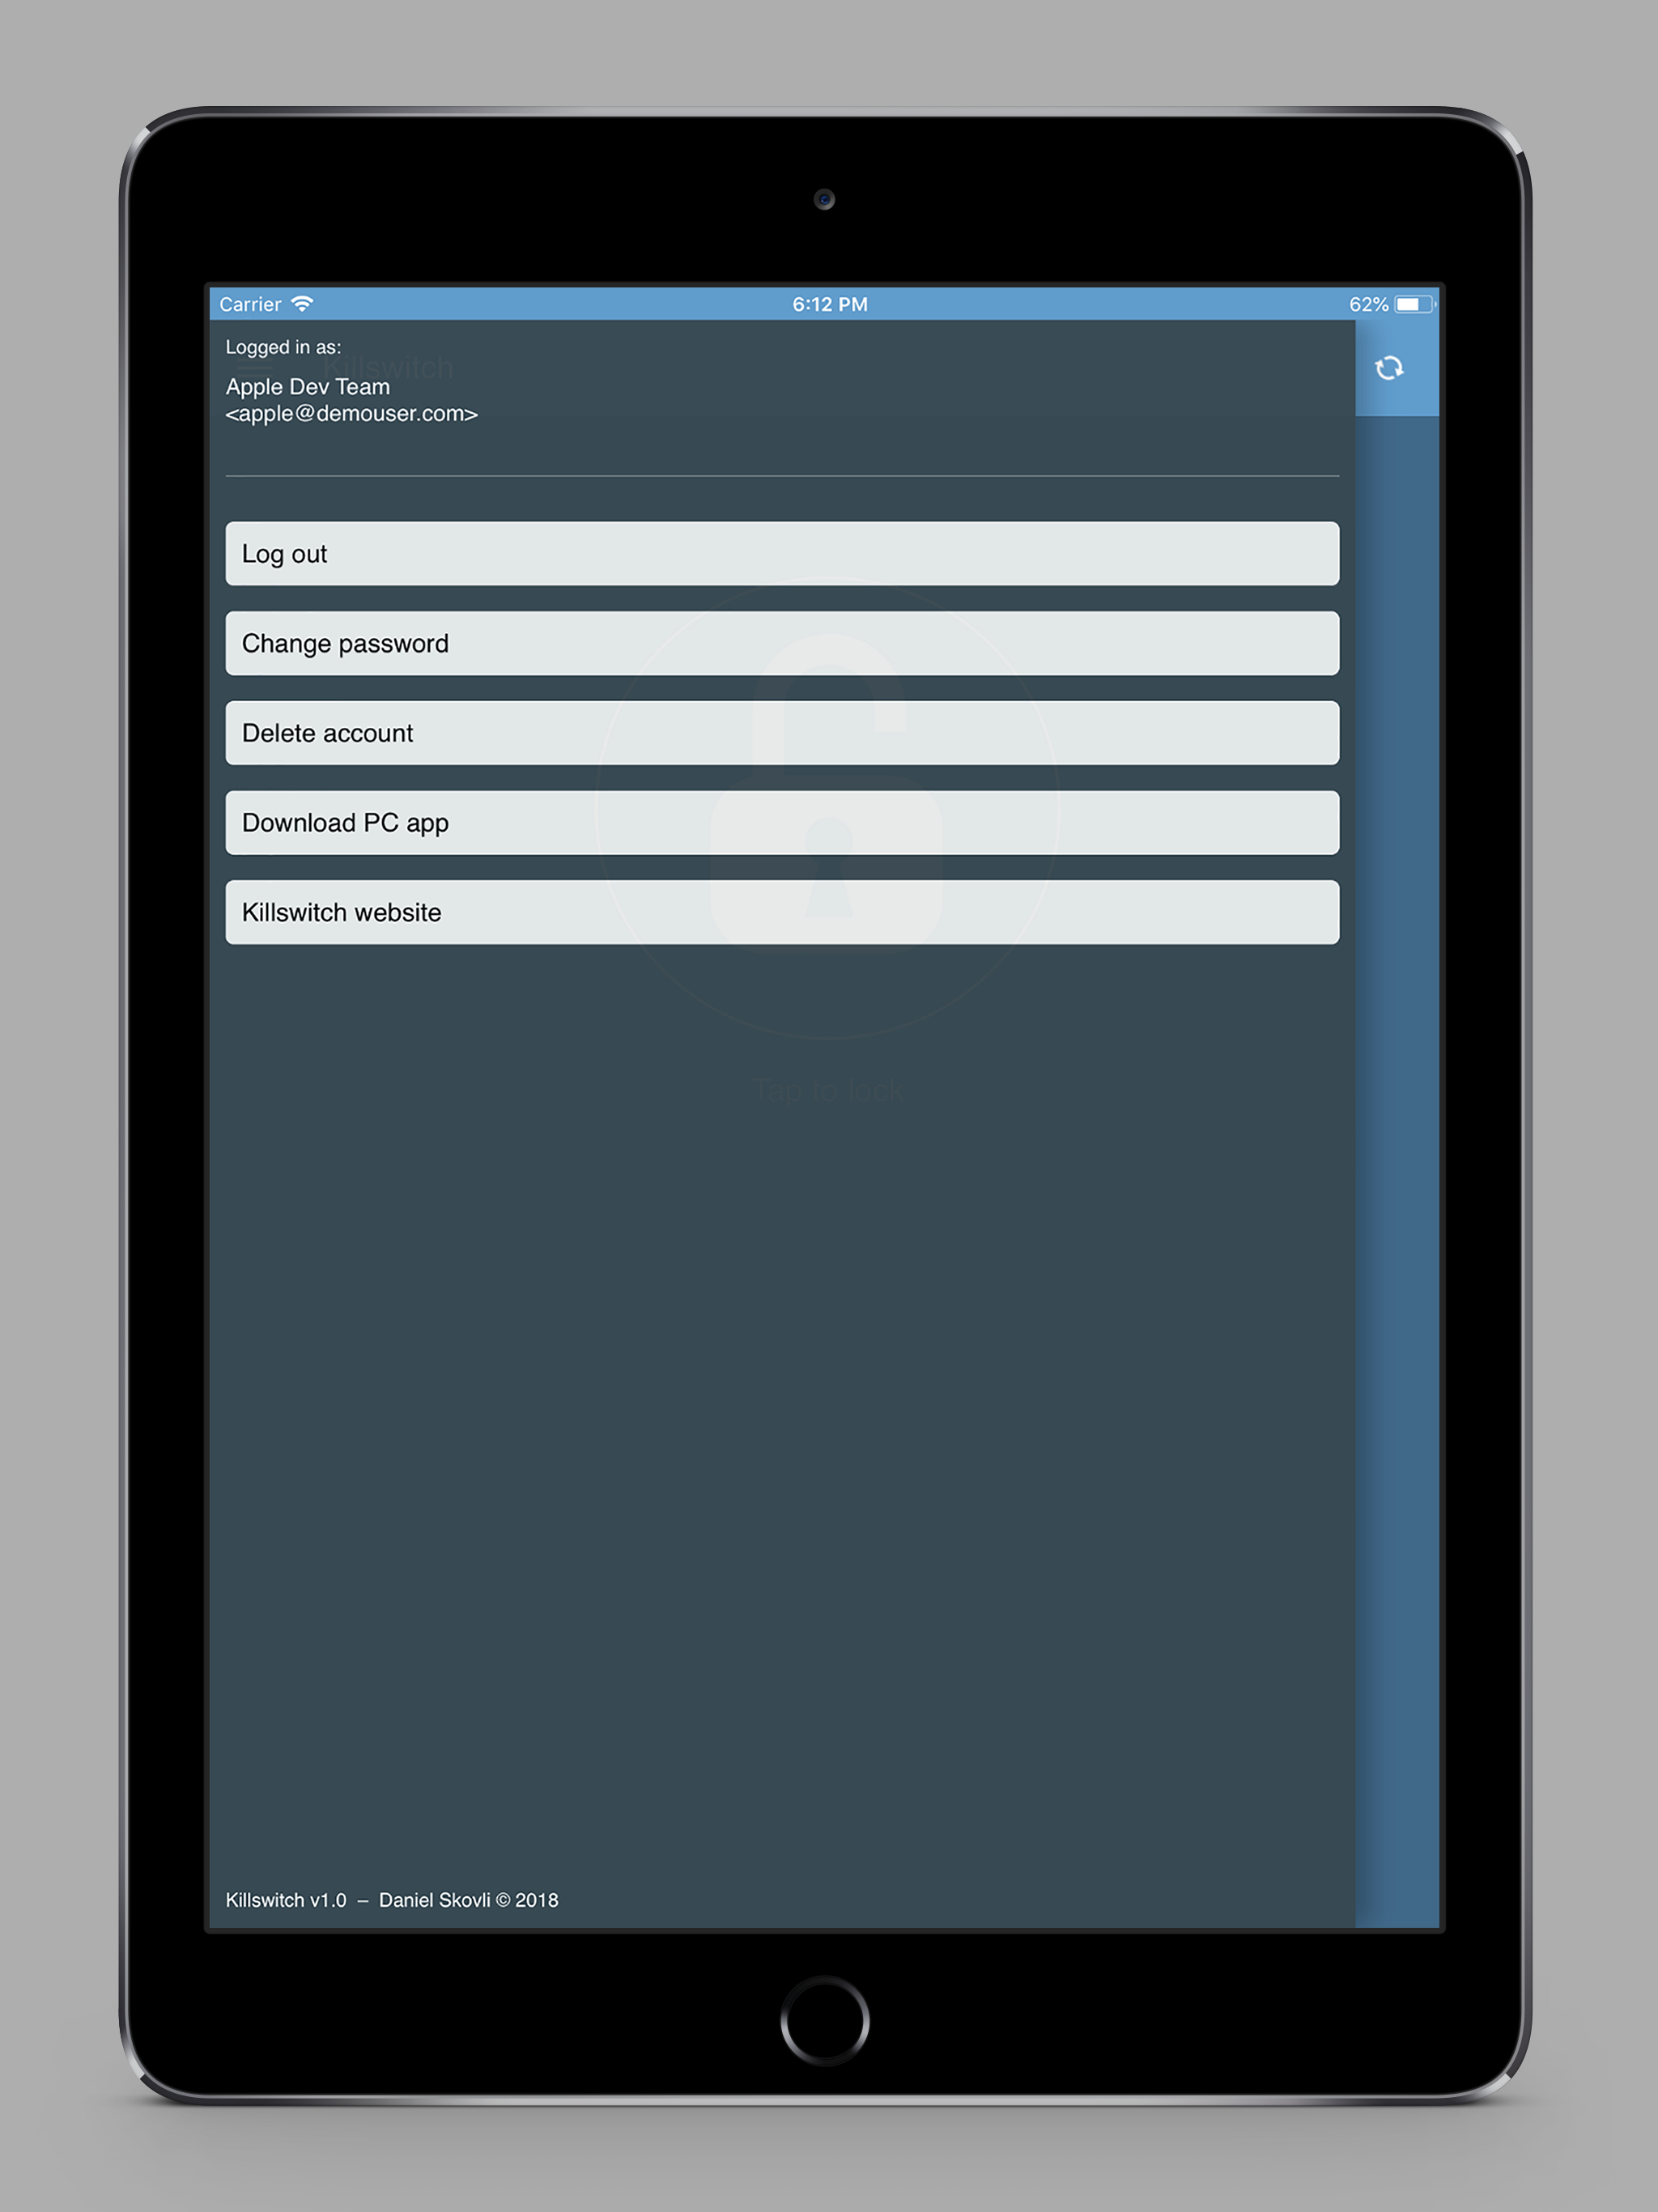 Carrier 6:12 PM 62%
Logged in as:
Killswitch
Apple Dev Team
<apple@demouser.com>
Log out
Change password
Delete account
Download PC app
Killswitch website
Tap to lock
Killswitch v1.0 – Daniel Skovli © 2018